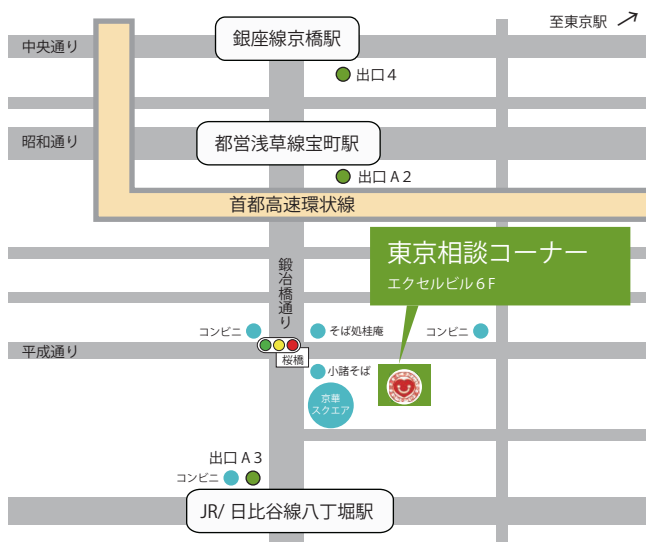 至東京駅
銀座線京橋駅
中央通り
出口4
都営浅草線宝町駅
昭和通り
出口A2
首都高速環状線
東京相談コーナー
エクセルビル6F
鍛冶橋通り
コンビニ
そば処桂庵
コンビニ
平成通り
桜橋
小諸そば
京華
スクエア
出口A3
コンビニ
JR/日比谷線八丁堀駅